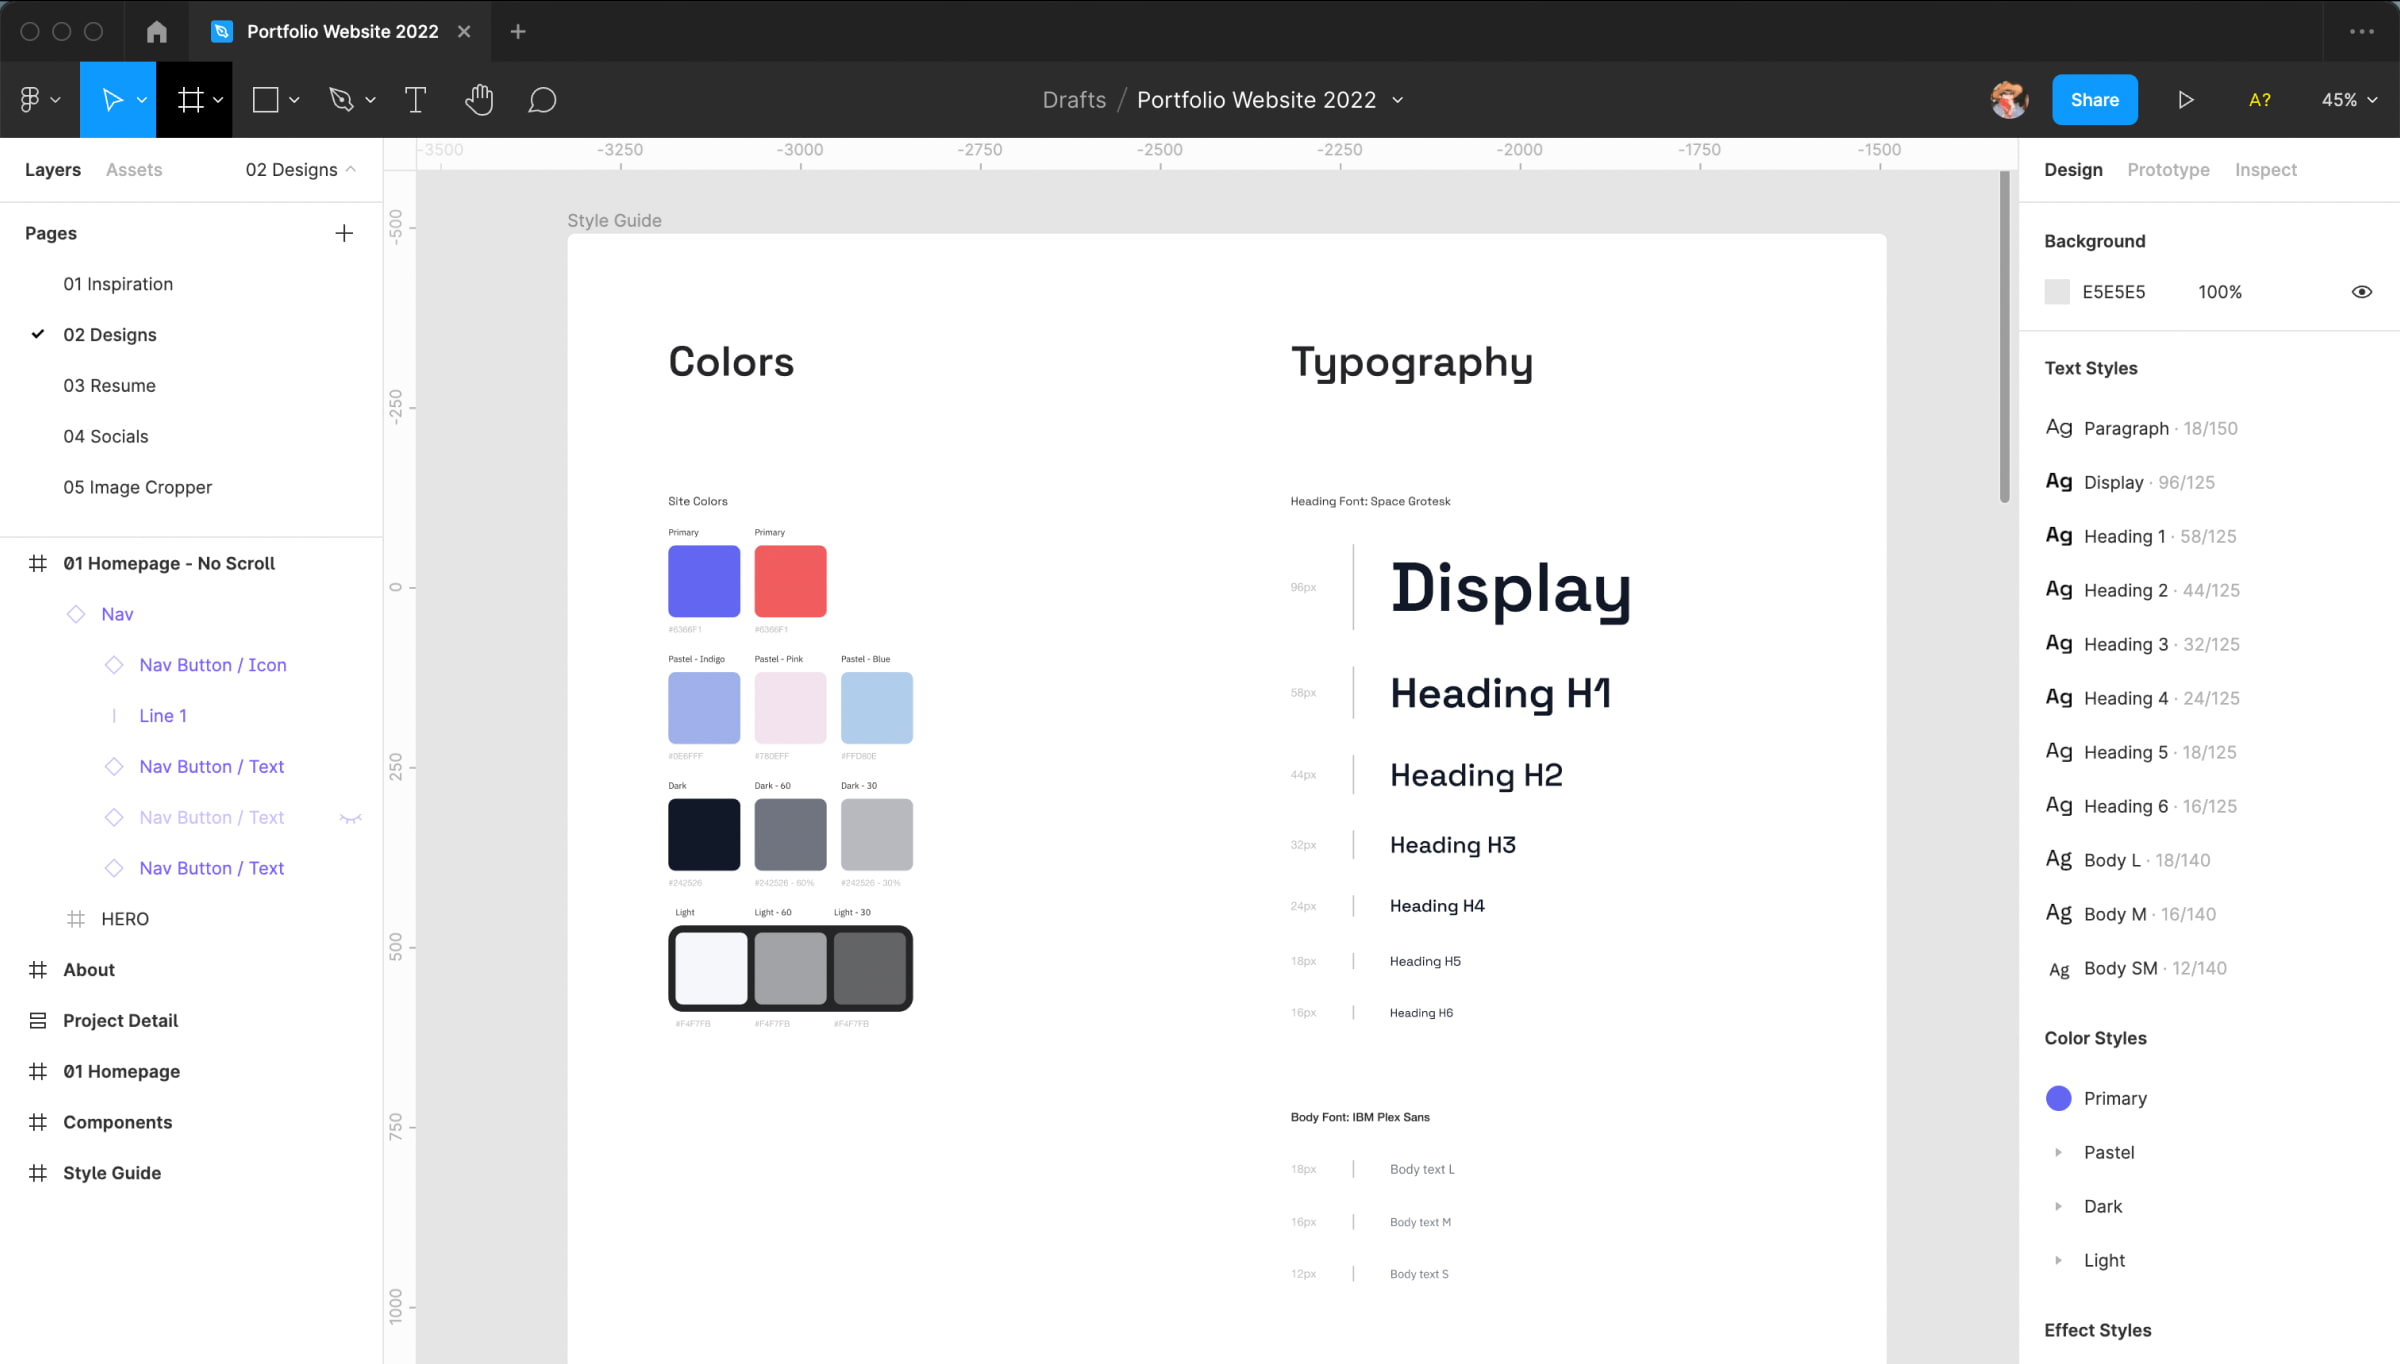 Portfolio Website 2022
Drafts / Portfolio Website 2022
Share
A?
45%
Layers
Assets
02 Designs
Pages
01 Inspiration
02 Designs
03 Resume
04 Socials
05 Image Cropper
01 Homepage - No Scroll
Nav
Nav Button / Icon
Line 1
Nav Button / Text
Nav Button / Text
Nav Button / Text
HERO
About
Project Detail
01 Homepage
Components
Style Guide
-3500 -3250 -3000 -2750 -2500 -2250 -2000 -1750 -1500
-500
-250
0
250
500
750
1000
Style Guide
Colors
Site Colors
Primary Primary
#6366F1 #6366F1
Pastel - Indigo Pastel - Pink Pastel - Blue
#0E6FFF #780EFF #FFD80E
Dark Dark - 60 Dark - 30
#242526 #242526 - 60% #242526 - 30%
Light Light - 60 Light - 30
#F4F7FB #F4F7FB #F4F7FB
Typography
Heading Font: Space Grotesk
96px Display
58px Heading H1
44px Heading H2
32px Heading H3
24px Heading H4
18px Heading H5
16px Heading H6
Body Font: IBM Plex Sans
18px Body text L
16px Body text M
12px Body text S
Design
Prototype
Inspect
Background
E5E5E5 100%
Text Styles
Ag Paragraph · 18/150
Ag Display · 96/125
Ag Heading 1 · 58/125
Ag Heading 2 · 44/125
Ag Heading 3 · 32/125
Ag Heading 4 · 24/125
Ag Heading 5 · 18/125
Ag Heading 6 · 16/125
Ag Body L · 18/140
Ag Body M · 16/140
Ag Body SM · 12/140
Color Styles
Primary
Pastel
Dark
Light
Effect Styles